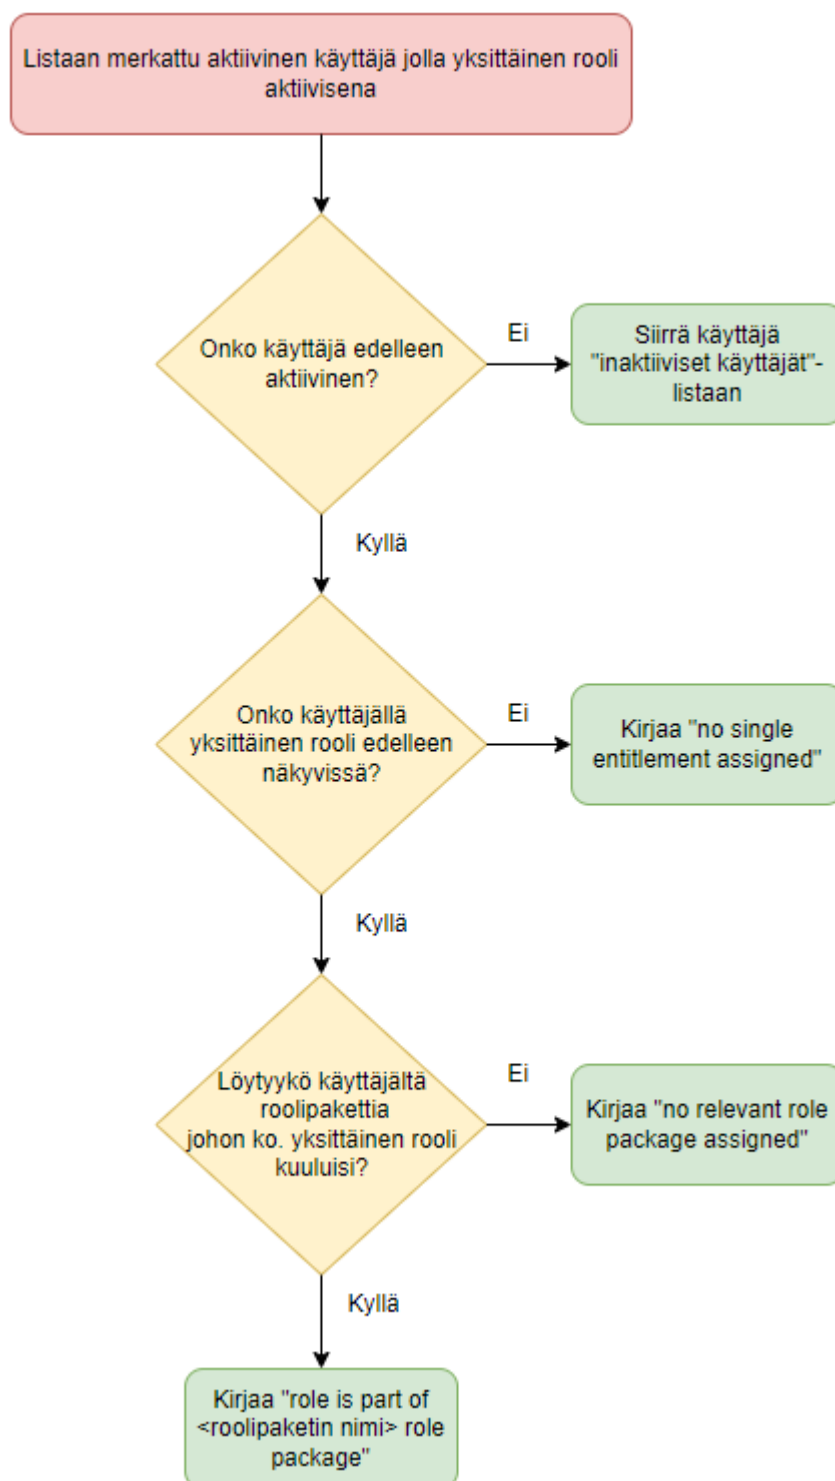 Listaan merkattu aktiivinen käyttäjä jolla yksittäinen rooli
aktiivisena
Onko käyttäjä edelleen
aktiivinen?
Ei
Siirrä käyttäjä
"inaktiiviset käyttäjät"-
listaan
Kyllä
Onko käyttäjällä
yksittäinen rooli edelleen
näkyvissä?
Ei
Kirjaa "no single
entitlement assigned"
Kyllä
Löytyykö käyttäjältä
roolipakettia
johon ko. yksittäinen rooli
kuuluisi?
Ei
Kirjaa "no relevant role
package assigned"
Kyllä
Kirjaa "role is part of
<roolipaketin nimi> role
package"